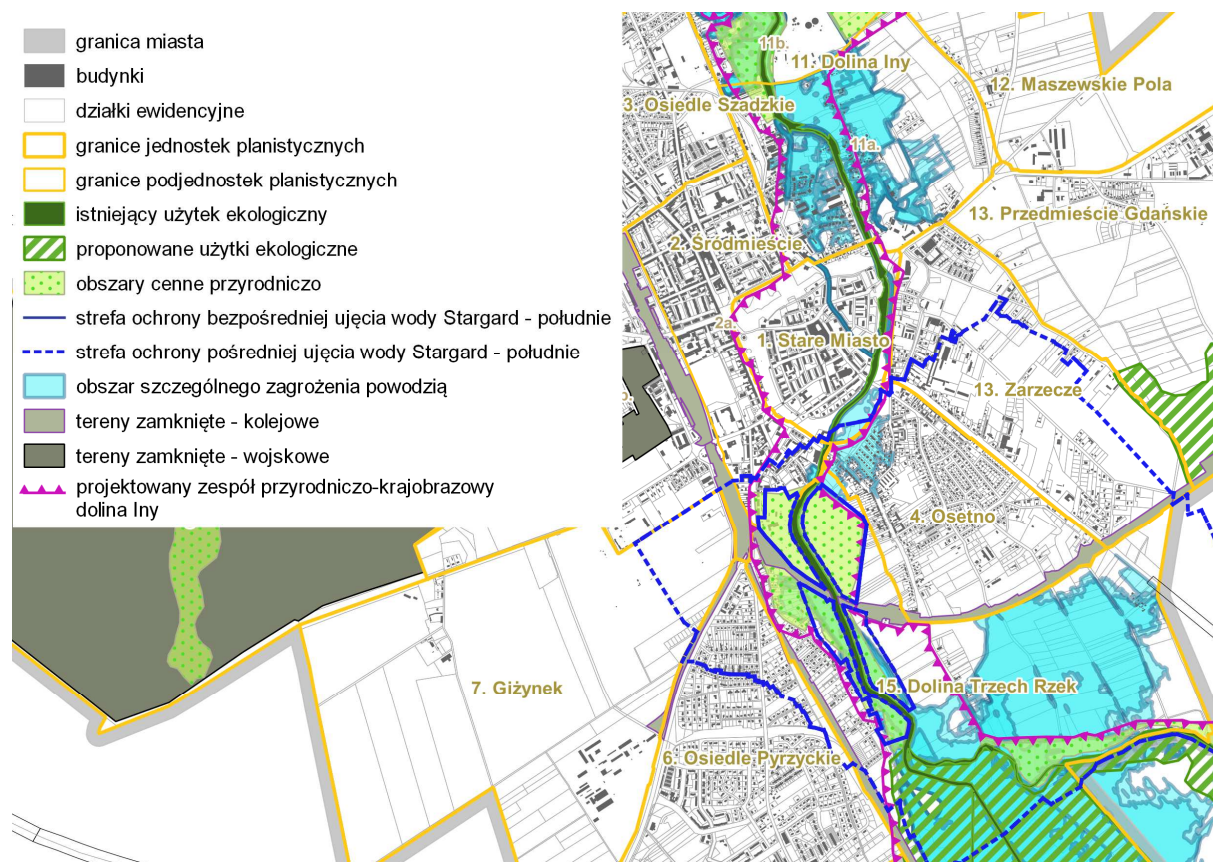 granica miasta
budynki
działki ewidencyjne
granice jednostek planistycznych
granice podjednostek planistycznych
istniejący użytek ekologiczny
proponowane użytki ekologiczne
obszary cenne przyrodniczo
strefa ochrony bezpośredniej ujęcia wody Stargard - południe
strefa ochrony pośredniej ujęcia wody Stargard - południe
obszar szczególnego zagrożenia powodzią
tereny zamknięte - kolejowe
tereny zamknięte - wojskowe
projektowany zespół przyrodniczo-krajobrazowy
dolina Iny
11b.
11. Dolina Iny
12. Maszewskie Pola
3. Osiedle Szadzkie
11a.
13. Przedmieście Gdańskie
2. Śródmieście
2a.
1. Stare Miasto
13. Zarzecze
4. Osetno
7. Giżynek
15. Dolina Trzech Rzek
6. Osiedle Pyrzyckie